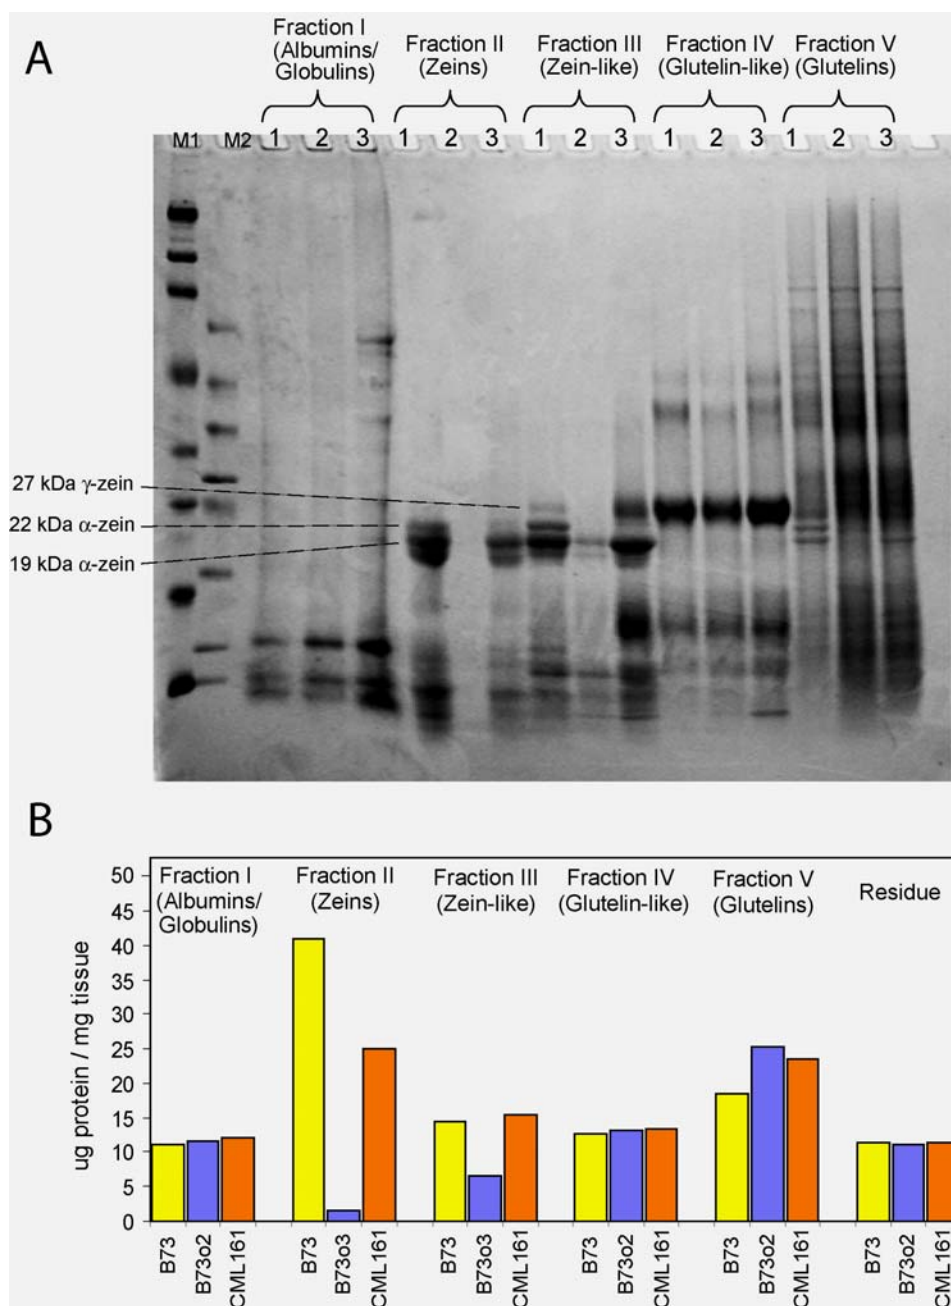 A
Fraction I
(Albumins/
Globulins)
Fraction II
(Zeins)
Fraction III
(Zein-like)
Fraction IV
(Glutelin-like)
Fraction V
(Glutelins)
M1 M2 1 2 3 1 2 3 1 2 3 1 2 3 1 2 3
27 kDa γ-zein
22 kDa α-zein
19 kDa α-zein
B
Fraction I
(Albumins/
Globulins)
Fraction II
(Zeins)
Fraction III
(Zein-like)
Fraction IV
(Glutelin-like)
Fraction V
(Glutelins)
Residue
ug protein / mg tissue
50
45
40
35
30
25
20
15
10
5
0
B73
B73o2
CML161
B73
B73o3
CML161
B73
B73o3
CML161
B73
B73o2
CML161
B73
B73o2
CML161
B73
B73o2
CML161